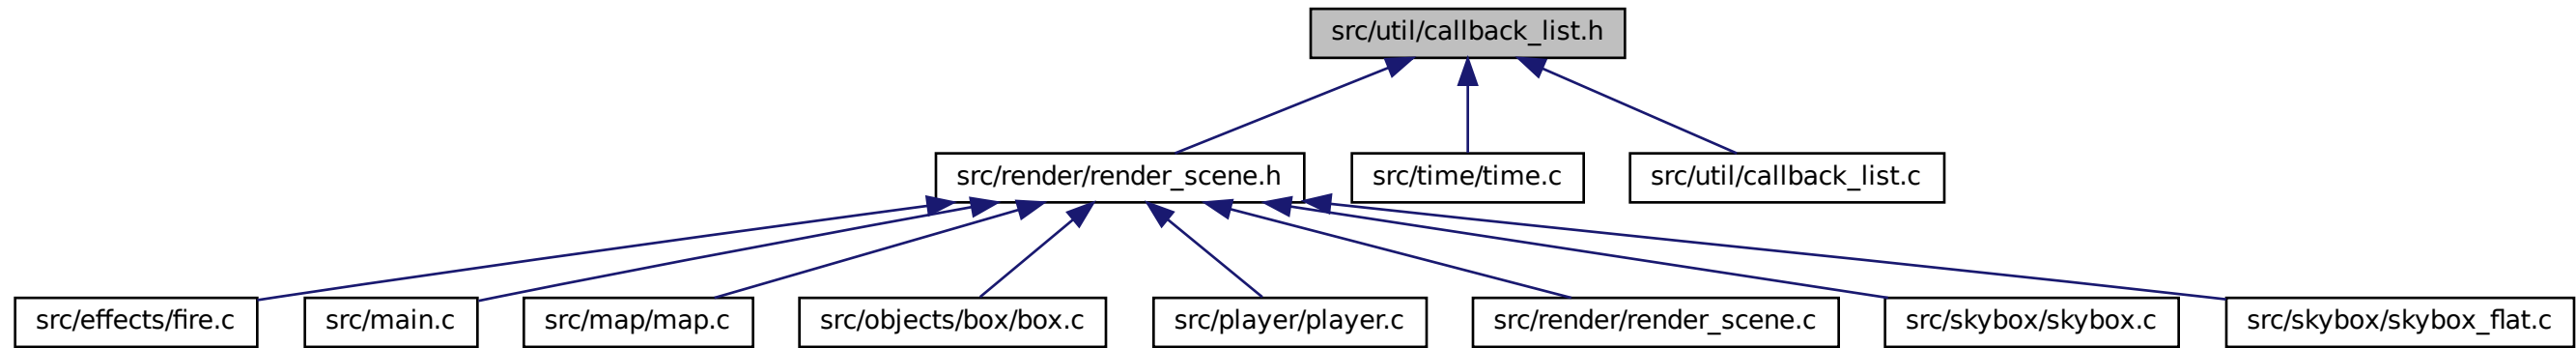 src/util/callback_list.h
src/render/render_scene.h
src/time/time.c
src/util/callback_list.c
src/effects/fire.c
src/main.c
src/map/map.c
src/objects/box/box.c
src/player/player.c
src/render/render_scene.c
src/skybox/skybox.c
src/skybox/skybox_flat.c